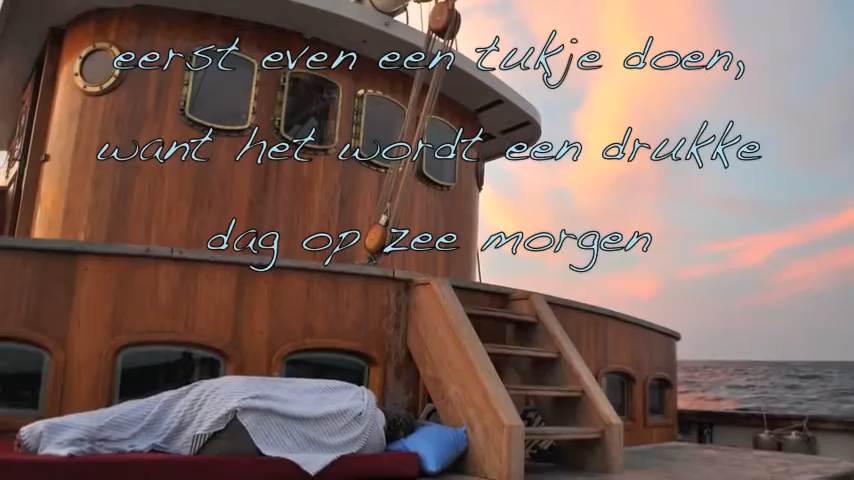 eerst even een tukje doen,
want het wordt een drukke
dag op zee morgen